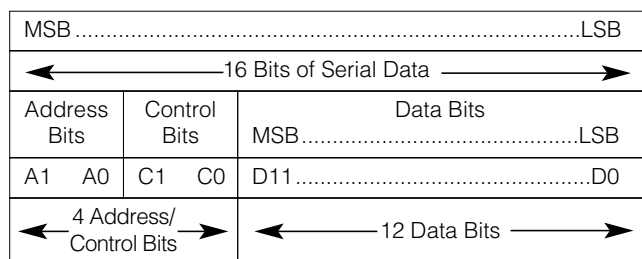 MSB.............................................................................LSB
16 Bits of Serial Data
Address Bits
Control Bits
Data Bits
MSB..........................................LSB
A1 A0 C1 C0 D11.............................................D0
4 Address/
Control Bits
12 Data Bits